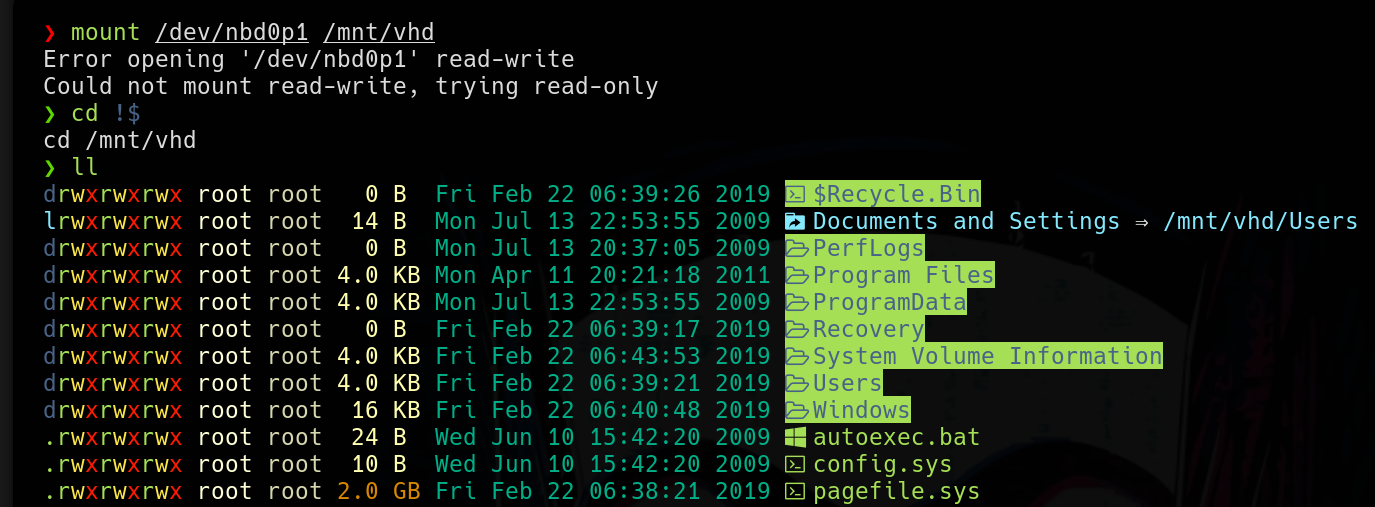 ❯ mount /dev/nbd0p1 /mnt/vhd
Error opening '/dev/nbd0p1' read-write
Could not mount read-write, trying read-only
❯ cd !$
cd /mnt/vhd
❯ ll
drwxrwxrwx root root   0 B  Fri Feb 22 06:39:26 2019 $Recycle.Bin
lrwxrwxrwx root root  14 B  Mon Jul 13 22:53:55 2009 Documents and Settings ⇒ /mnt/vhd/Users
drwxrwxrwx root root   0 B  Mon Jul 13 20:37:05 2009 PerfLogs
drwxrwxrwx root root 4.0 KB Mon Apr 11 20:21:18 2011 Program Files
drwxrwxrwx root root 4.0 KB Mon Jul 13 22:53:55 2009 ProgramData
drwxrwxrwx root root   0 B  Fri Feb 22 06:39:17 2019 Recovery
drwxrwxrwx root root 4.0 KB Fri Feb 22 06:43:53 2019 System Volume Information
drwxrwxrwx root root 4.0 KB Fri Feb 22 06:39:21 2019 Users
drwxrwxrwx root root  16 KB Fri Feb 22 06:40:48 2019 Windows
.rwxrwxrwx root root  24 B  Wed Jun 10 15:42:20 2009 autoexec.bat
.rwxrwxrwx root root  10 B  Wed Jun 10 15:42:20 2009 config.sys
.rwxrwxrwx root root 2.0 GB Fri Feb 22 06:38:21 2019 pagefile.sys